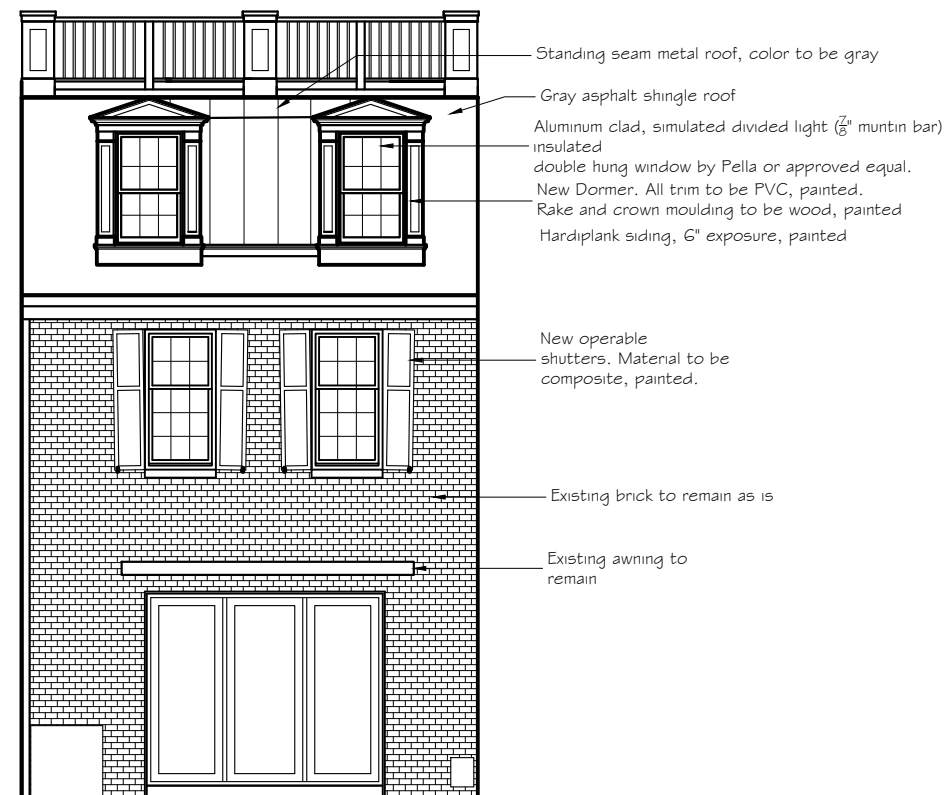 Standing seam metal roof, color to be gray
Gray asphalt shingle roof
Aluminum clad, simulated divided light (7/8" muntin bar)
insulated
double hung window by Pella or approved equal.
New Dormer. All trim to be PVC, painted.
Rake and crown moulding to be wood, painted
Hardiplank siding, 6" exposure, painted
New operable
shutters. Material to be
composite, painted.
Existing brick to remain as is
Existing awning to
remain